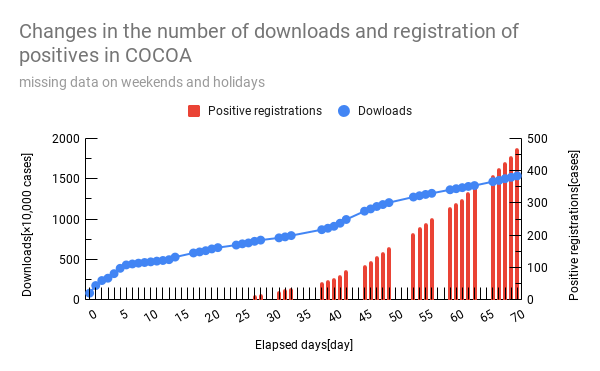 Changes in the number of downloads and registration of
positives in COCOA
missing data on weekends and holidays
Positive registrations
Dowloads
Downloads[×10,000 cases]
2000
1500
1000
500
0
500
400
300
200
100
0
Positive registrations[cases]
0 5 10 15 20 25 30 35 40 45 50 55 60 65 70
Elapsed days[day]